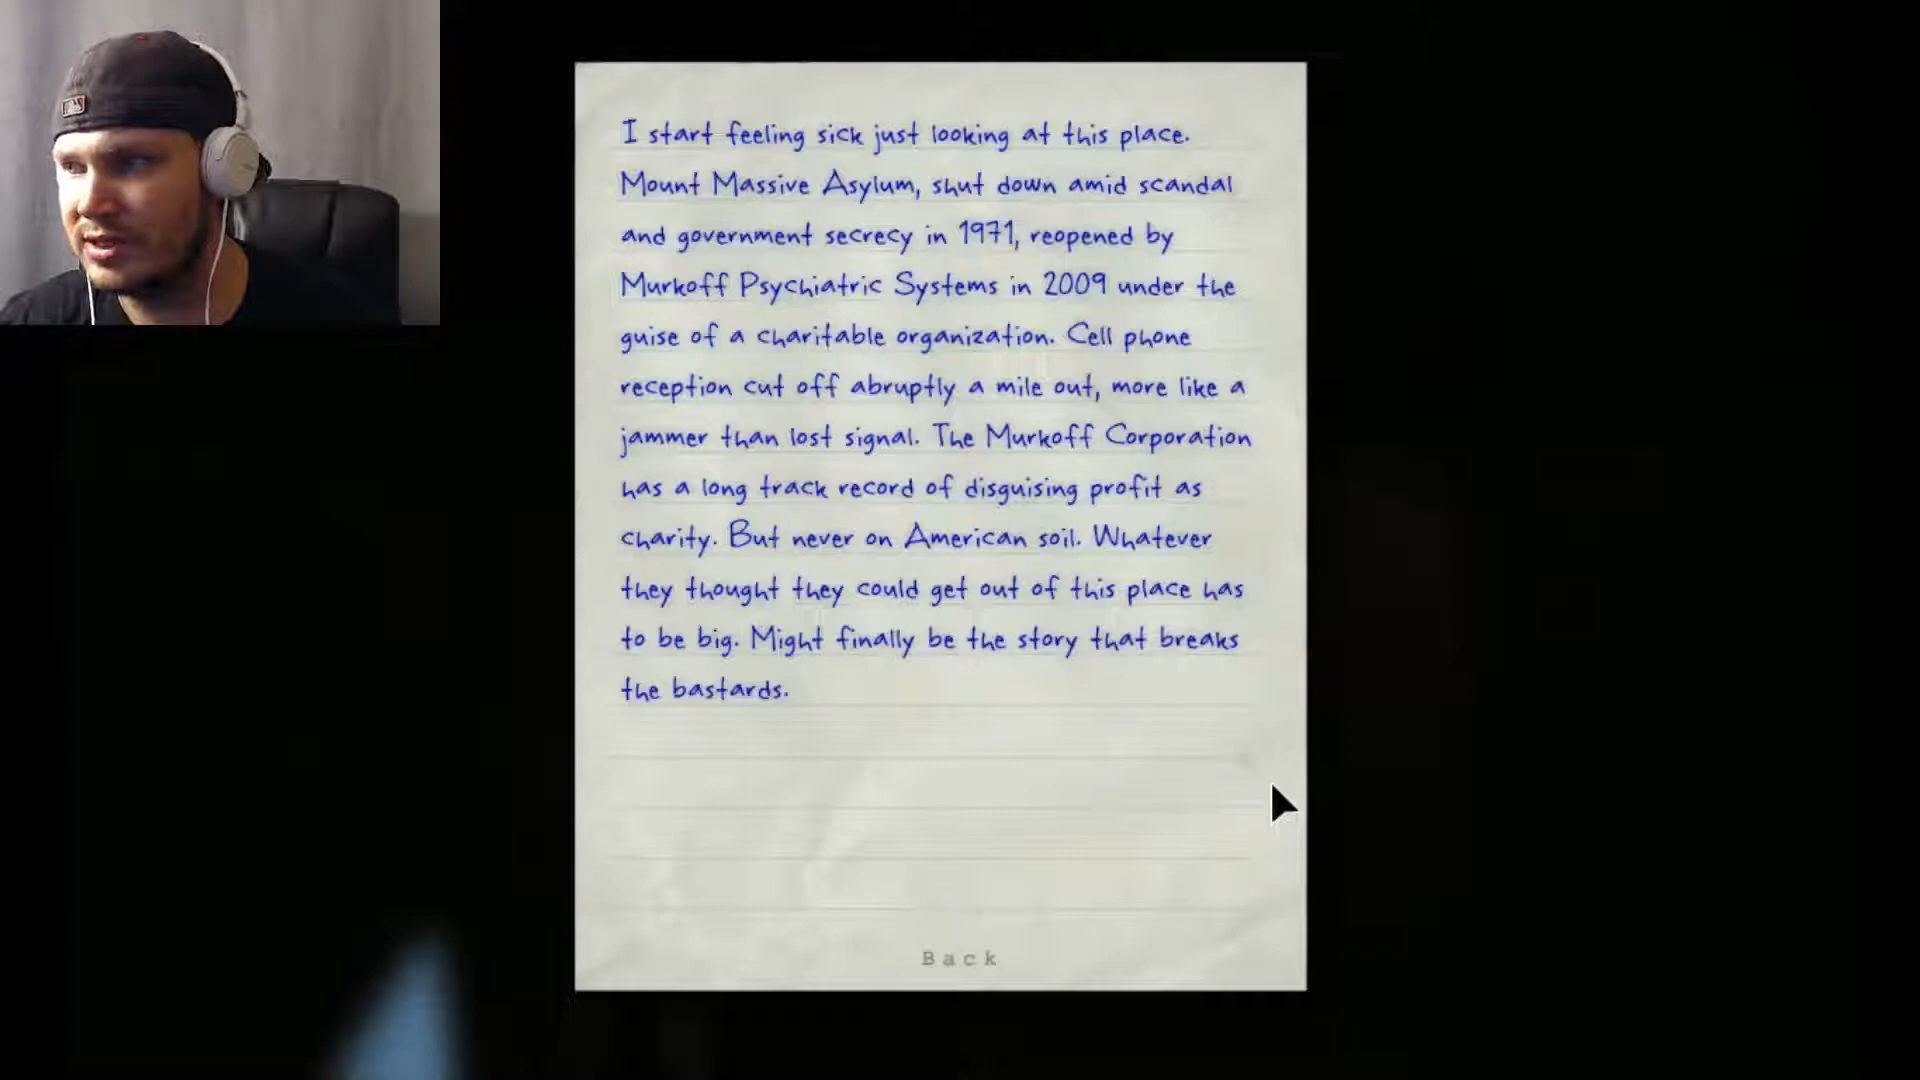 I start feeling sick just looking at this place.
Mount Massive Asylum, shut down amid scandal
and government secrecy in 1971, reopened by
Murkoff Psychiatric Systems in 2009 under the
guise of a charitable organization. Cell phone
reception cut off abruptly a mile out, more like a
jammer than lost signal. The Murkoff Corporation
has a long track record of disguising profit as
charity. But never on American soil. Whatever
they thought they could get out of this place has
to be big. Might finally be the story that breaks
the bastards.
Back